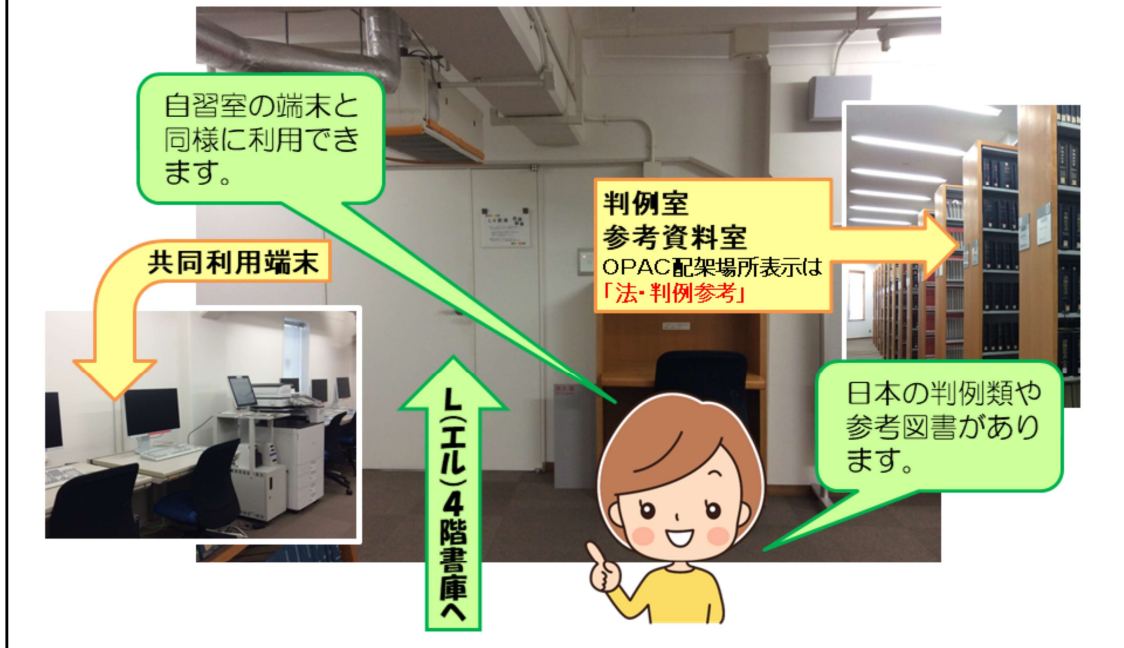 自習室の端末と
同様に利用でき
ます。
共同利用端末
判例室
参考資料室
OPAC配架場所表示は
「法・判例参考」
L(エル)4階書庫へ
日本の判例類や
参考図書があり
ます。